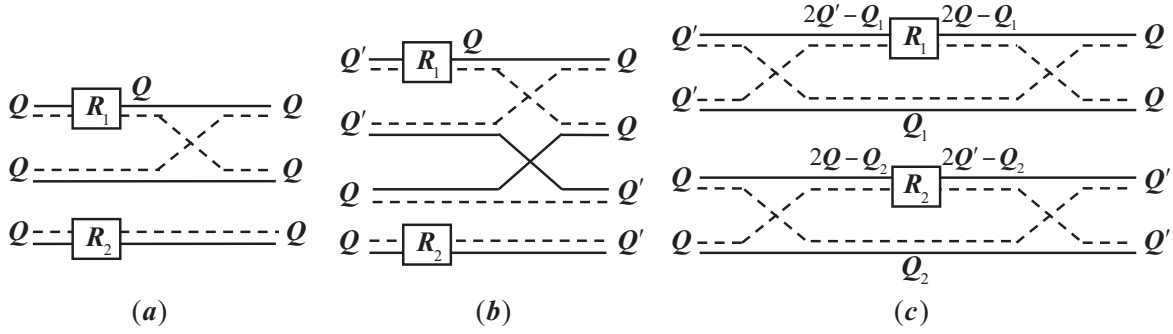 Q R₁ Q Q
Q Q
Q R₂ Q
(a)
Q′ R₁ Q Q
Q′ Q
Q Q′
Q R₂ Q′
(b)
Q′ 2Q′−Q₁ R₁ 2Q−Q₁ Q
Q′ Q
Q₁
Q 2Q−Q₂ R₂ 2Q′−Q₂ Q′
Q Q′
Q₂
(c)